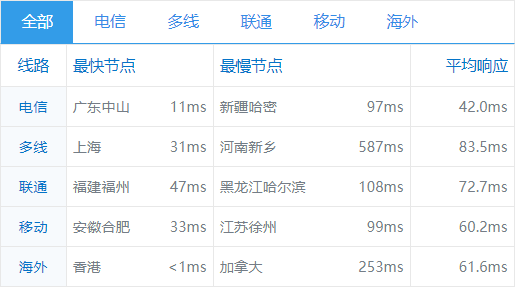 全部 电信 多线 联通 移动 海外
线路 最快节点 最慢节点 平均响应
电信 广东中山 11ms 新疆哈密 97ms 42.0ms
多线 上海 31ms 河南新乡 587ms 83.5ms
联通 福建福州 47ms 黑龙江哈尔滨 108ms 72.7ms
移动 安徽合肥 33ms 江苏徐州 99ms 60.2ms
海外 香港 <1ms 加拿大 253ms 61.6ms